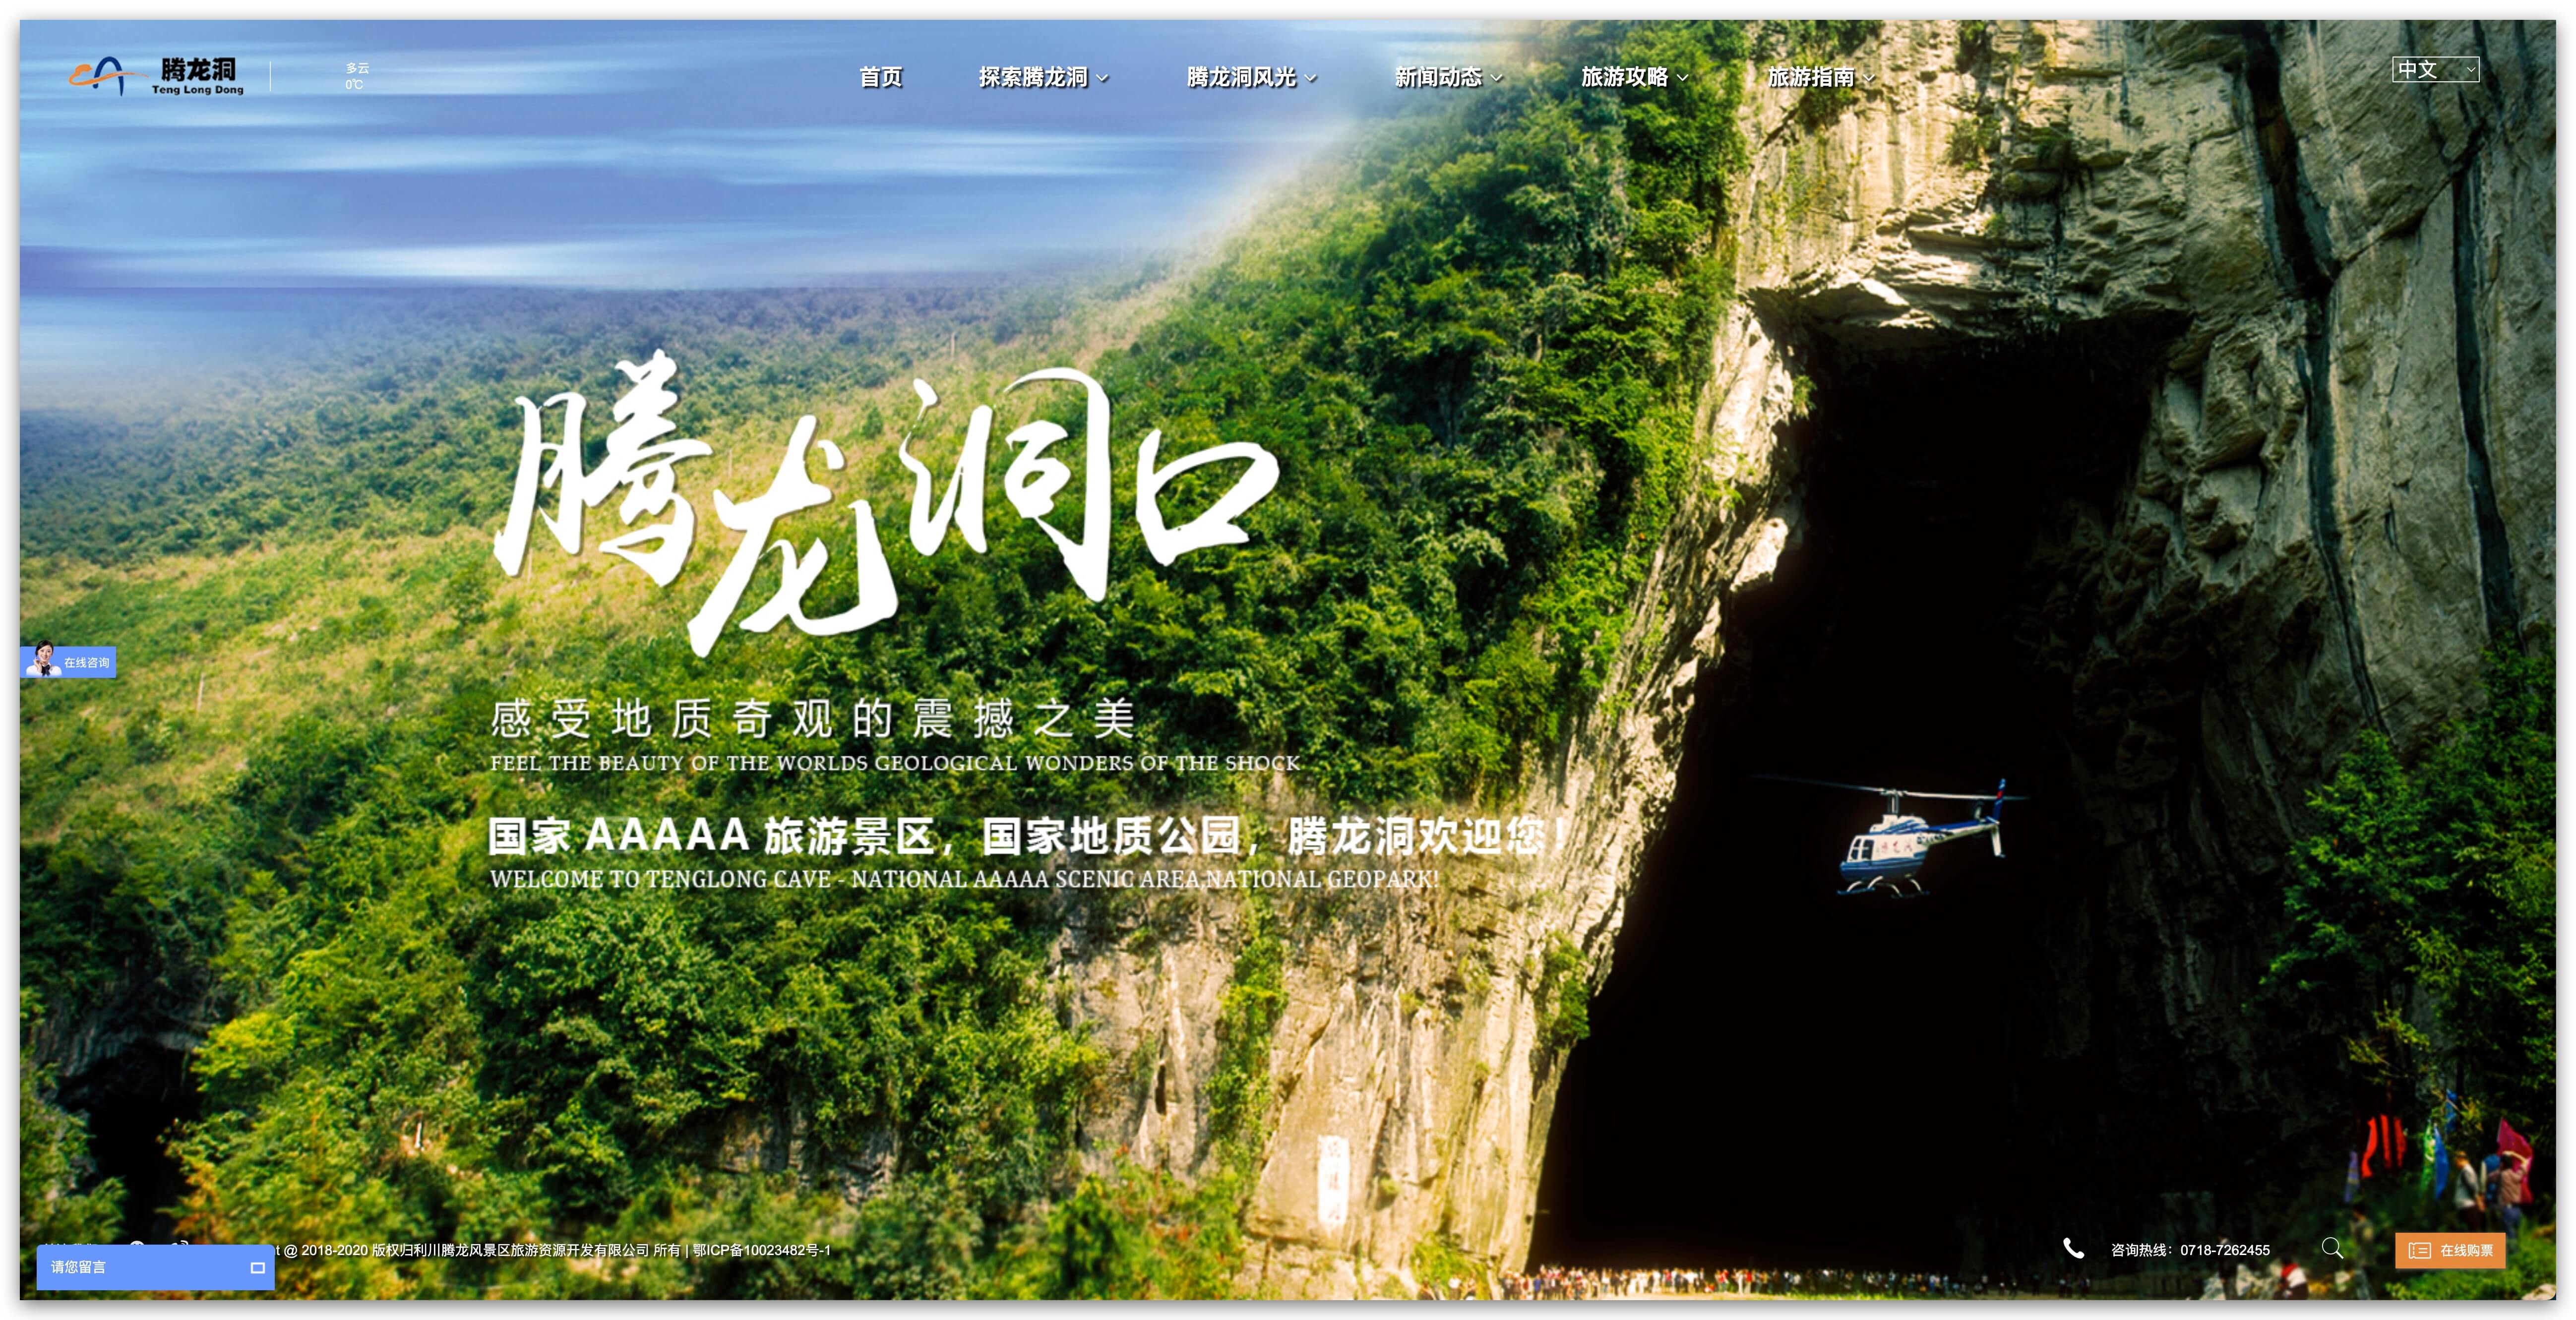 腾龙洞
Teng Long Dong
多云
0℃
首页
探索腾龙洞
腾龙洞风光
新闻动态
旅游攻略
旅游指南
中文
腾龙洞口
感受地质奇观的震撼之美
FEEL THE BEAUTY OF THE WORLDS GEOLOGICAL WONDERS OF THE SHOCK
国家 AAAAA 旅游景区，国家地质公园，腾龙洞欢迎您！
WELCOME TO TENGLONG CAVE - NATIONAL AAAAA SCENIC AREA,NATIONAL GEOPARK!
在线咨询
t @ 2018-2020 版权归利川腾龙风景区旅游资源开发有限公司 所有 | 鄂ICP备10023482号-1
请您留言
咨询热线：0718-7262455
在线购票